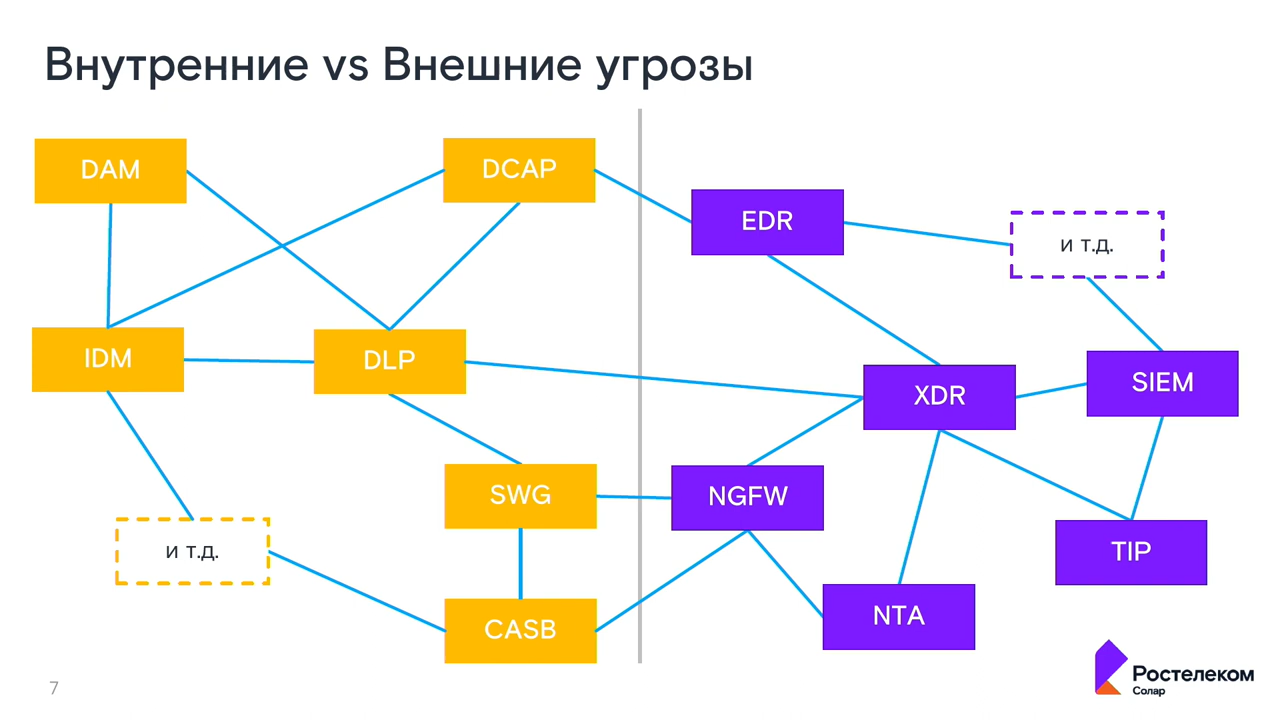 Внутренние vs Внешние угрозы
DAM
DCAP
EDR
и т.д.
IDM
DLP
XDR
SIEM
SWG
NGFW
и т.д.
TIP
CASB
NTA
7
Ростелеком
Солар